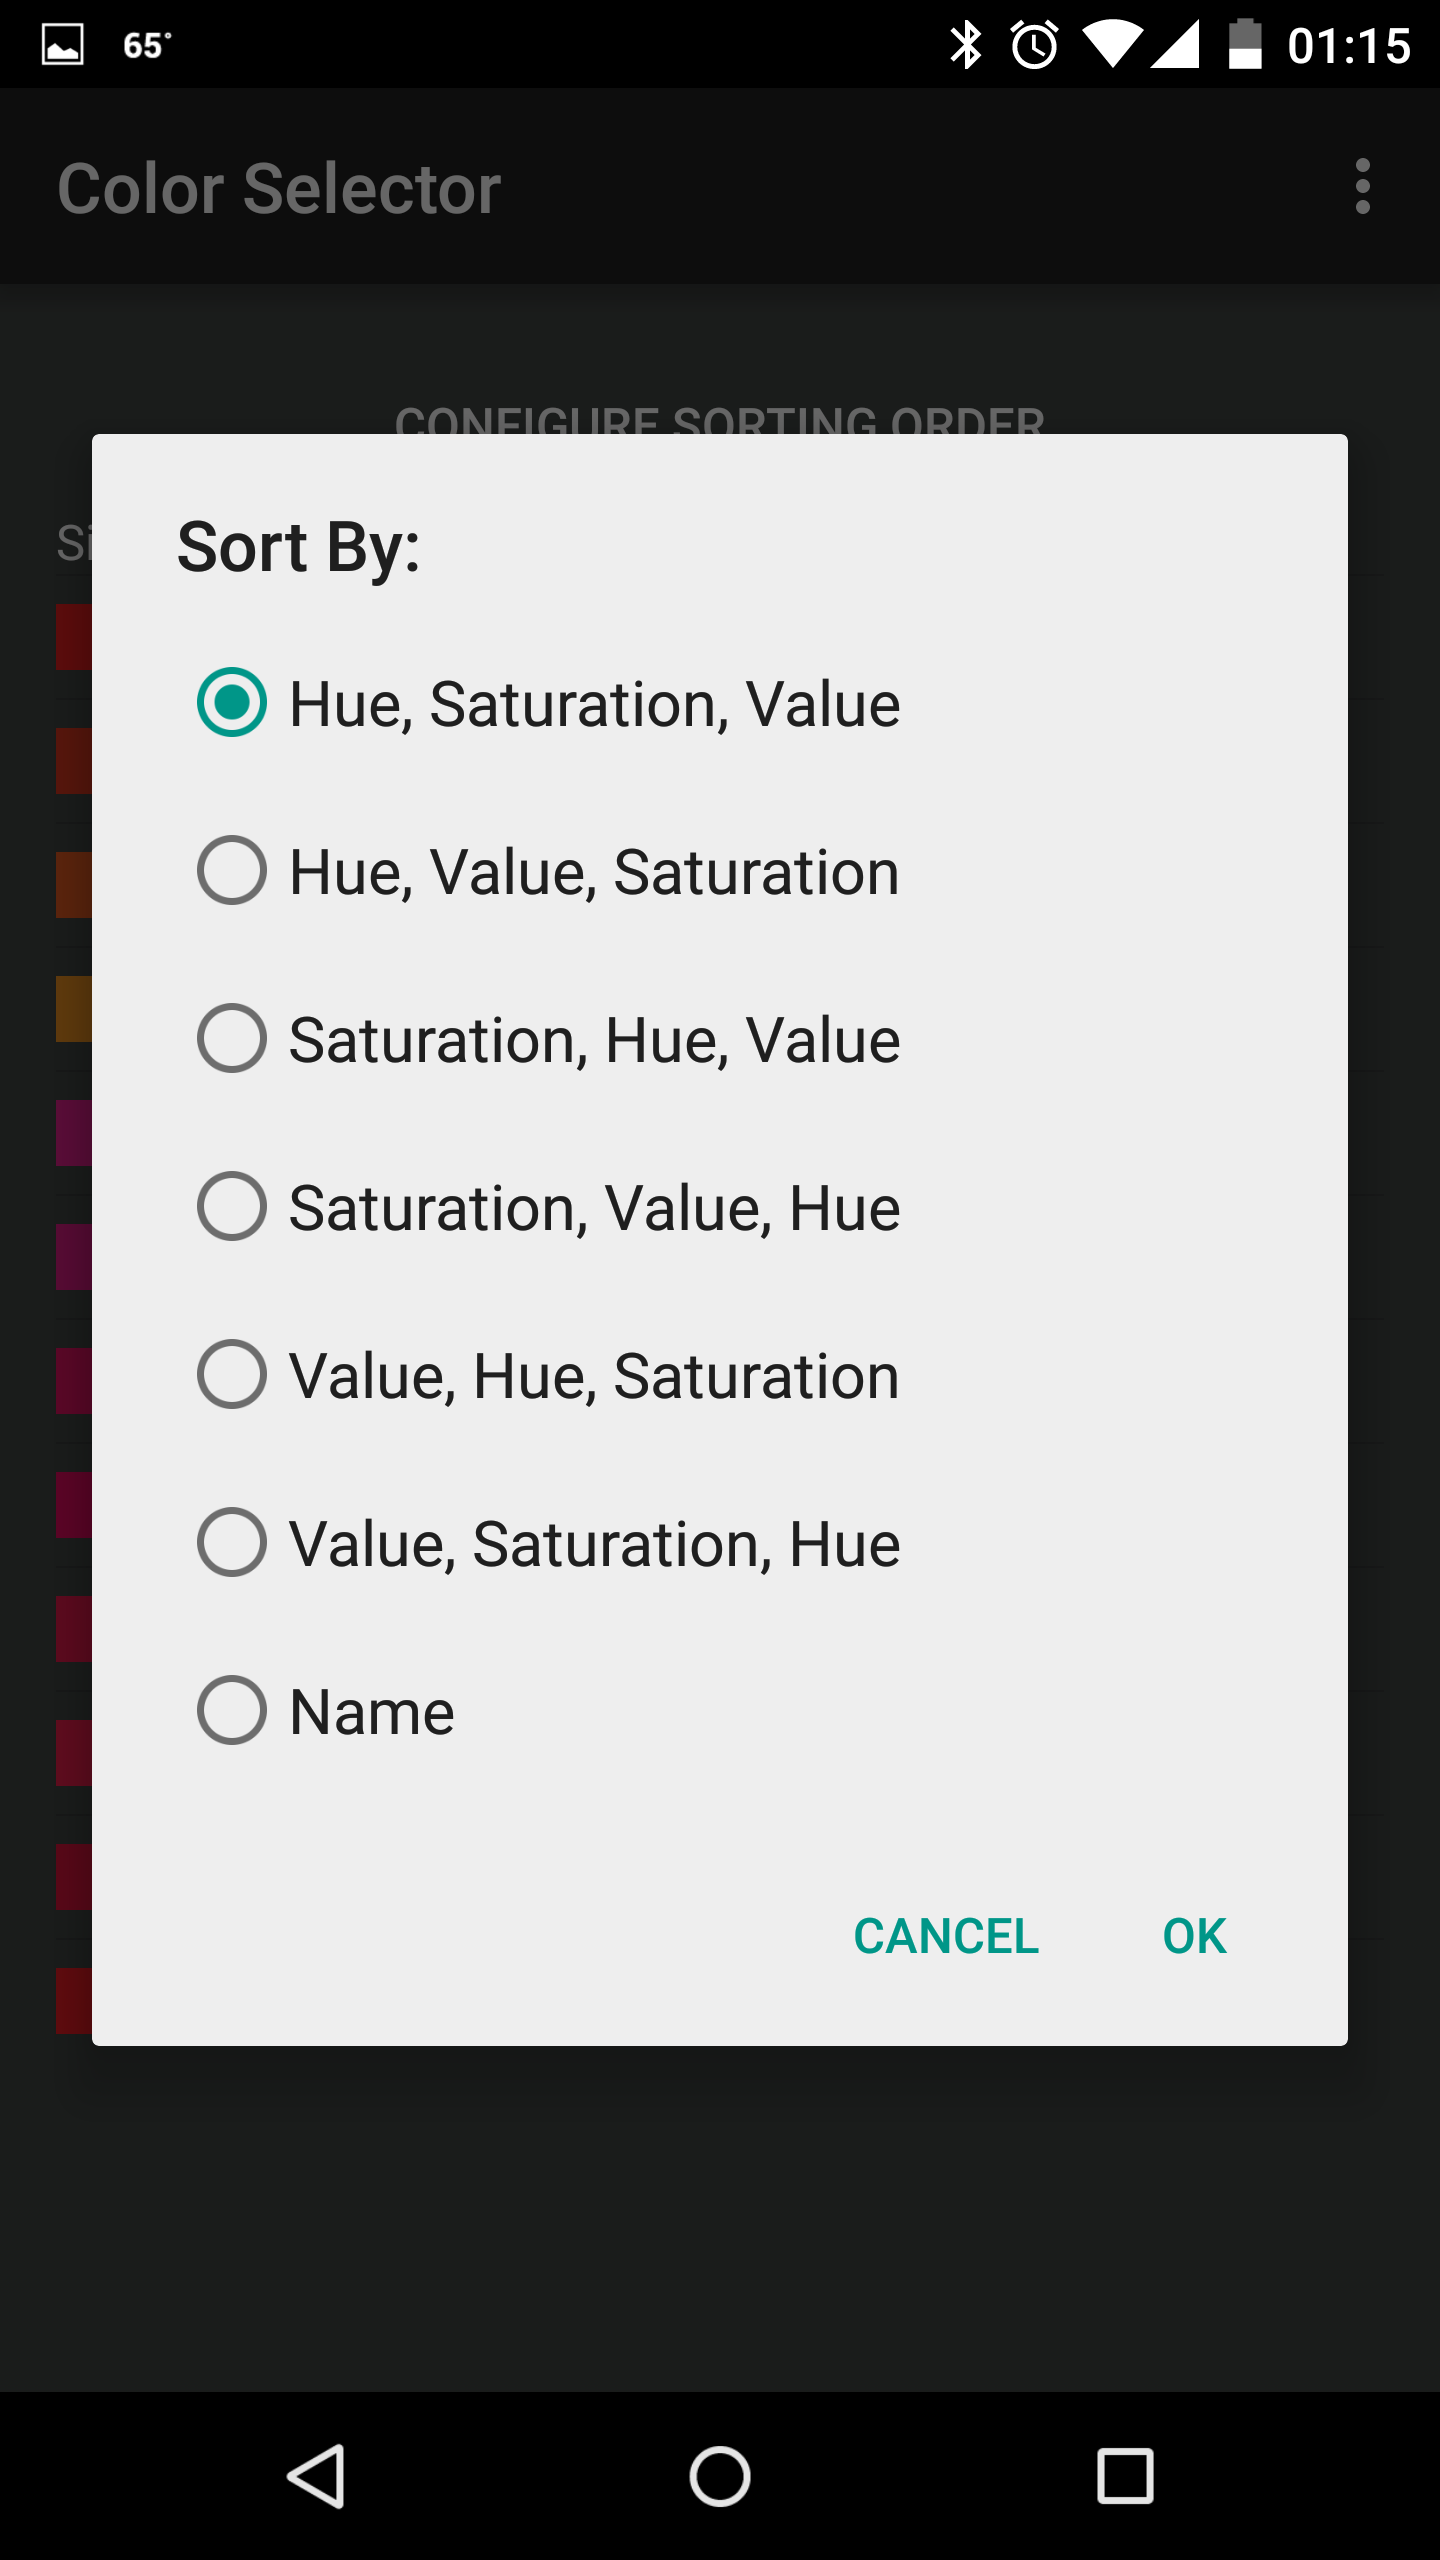 65°
01:15
Color Selector
CONFIGURE SORTING ORDER
Sort By:
Hue, Saturation, Value
Hue, Value, Saturation
Saturation, Hue, Value
Saturation, Value, Hue
Value, Hue, Saturation
Value, Saturation, Hue
Name
CANCEL
OK